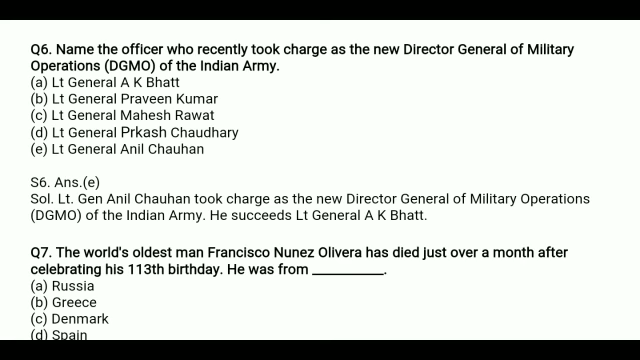 Q6. Name the officer who recently took charge as the new Director General of Military
Operations (DGMO) of the Indian Army.
(a) Lt General A K Bhatt
(b) Lt General Praveen Kumar
(c) Lt General Mahesh Rawat
(d) Lt General Prkash Chaudhary
(e) Lt General Anil Chauhan
S6. Ans.(e)
Sol. Lt. Gen Anil Chauhan took charge as the new Director General of Military Operations
(DGMO) of the Indian Army. He succeeds Lt General A K Bhatt.
Q7. The world's oldest man Francisco Nunez Olivera has died just over a month after
celebrating his 113th birthday. He was from __________.
(a) Russia
(b) Greece
(c) Denmark
(d) Spain